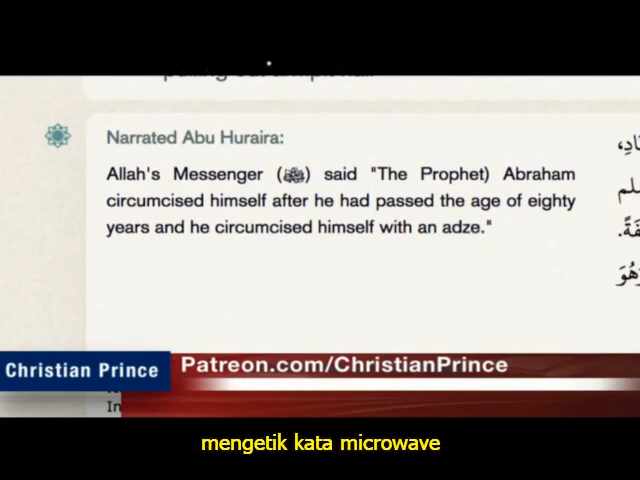 Narrated Abu Huraira:
Allah's Messenger (ﷺ) said "The Prophet) Abraham
circumcised himself after he had passed the age of eighty
years and he circumcised himself with an adze."
Christian Prince
Patreon.com/ChristianPrince
In
mengetik kata microwave